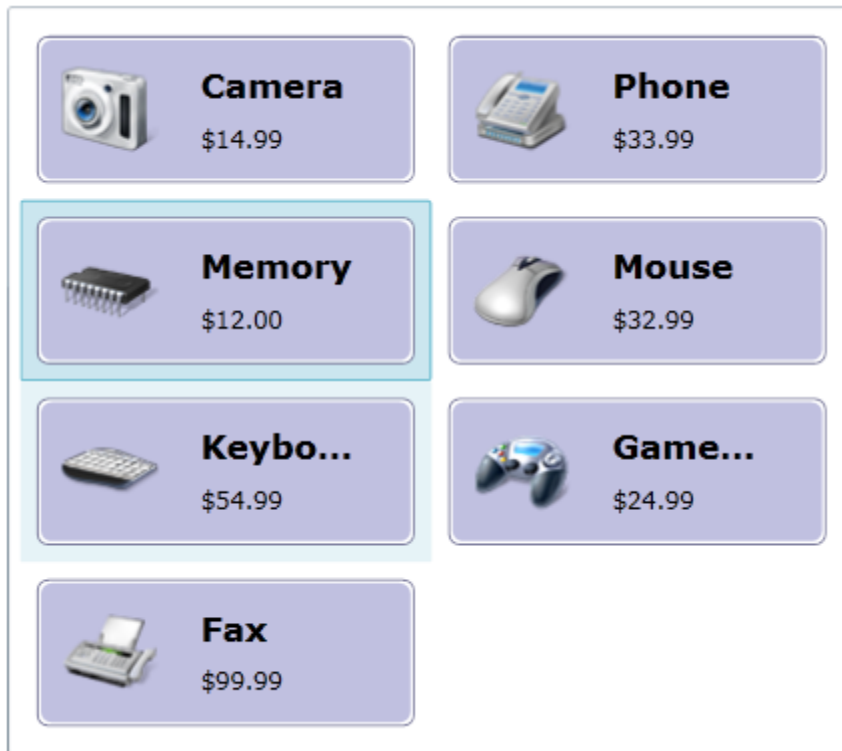 Camera
$14.99
Phone
$33.99
Memory
$12.00
Mouse
$32.99
Keybo...
$54.99
Game...
$24.99
Fax
$99.99